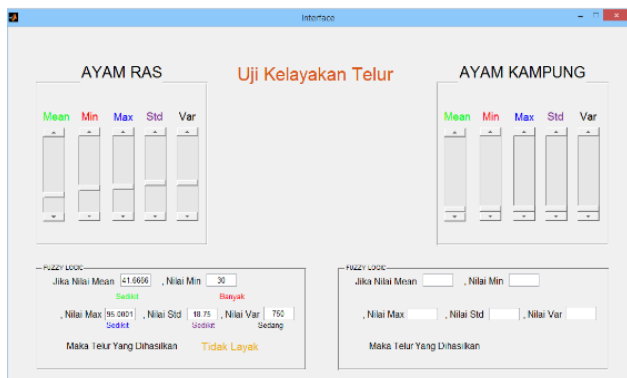 Interface
AYAM RAS
Uji Kelayakan Telur
AYAM KAMPUNG
Mean Min Max Std Var
Mean Min Max Std Var
FUZZY LOGIC
Jika Nilai Mean 41.6666 , Nilai Min 30
Sedikit Banyak
, Nilai Max 95.0001 , Nilai Std 18.75 , Nilai Var 750
Sedikit Sedikit Sedang
Maka Telur Yang Dihasilkan Tidak Layak
FUZZY LOGIC
Jika Nilai Mean , Nilai Min
, Nilai Max , Nilai Std , Nilai Var
Maka Telur Yang Dihasilkan